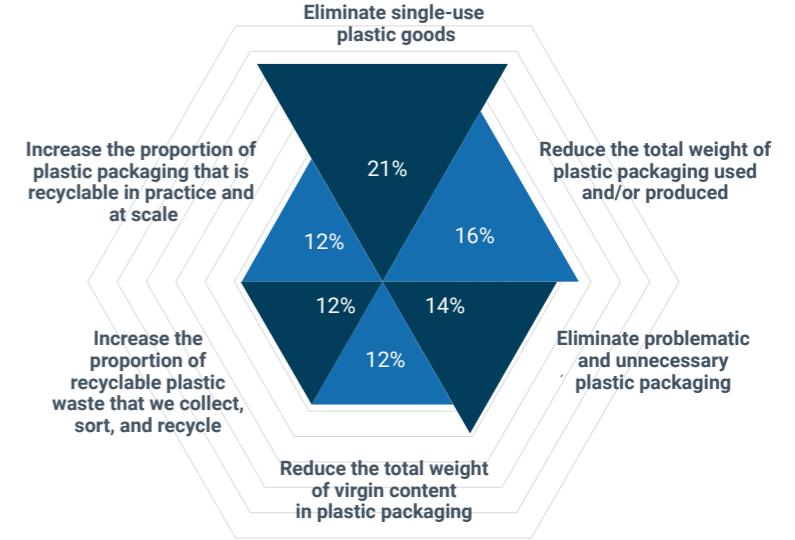 Eliminate single-use
plastic goods
21%
Reduce the total weight of
plastic packaging used
and/or produced
16%
Eliminate problematic
and unnecessary
plastic packaging
14%
Reduce the total weight
of virgin content
in plastic packaging
12%
Increase the
proportion of
recyclable plastic
waste that we collect,
sort, and recycle
12%
Increase the proportion of
plastic packaging that is
recyclable in practice and
at scale
12%